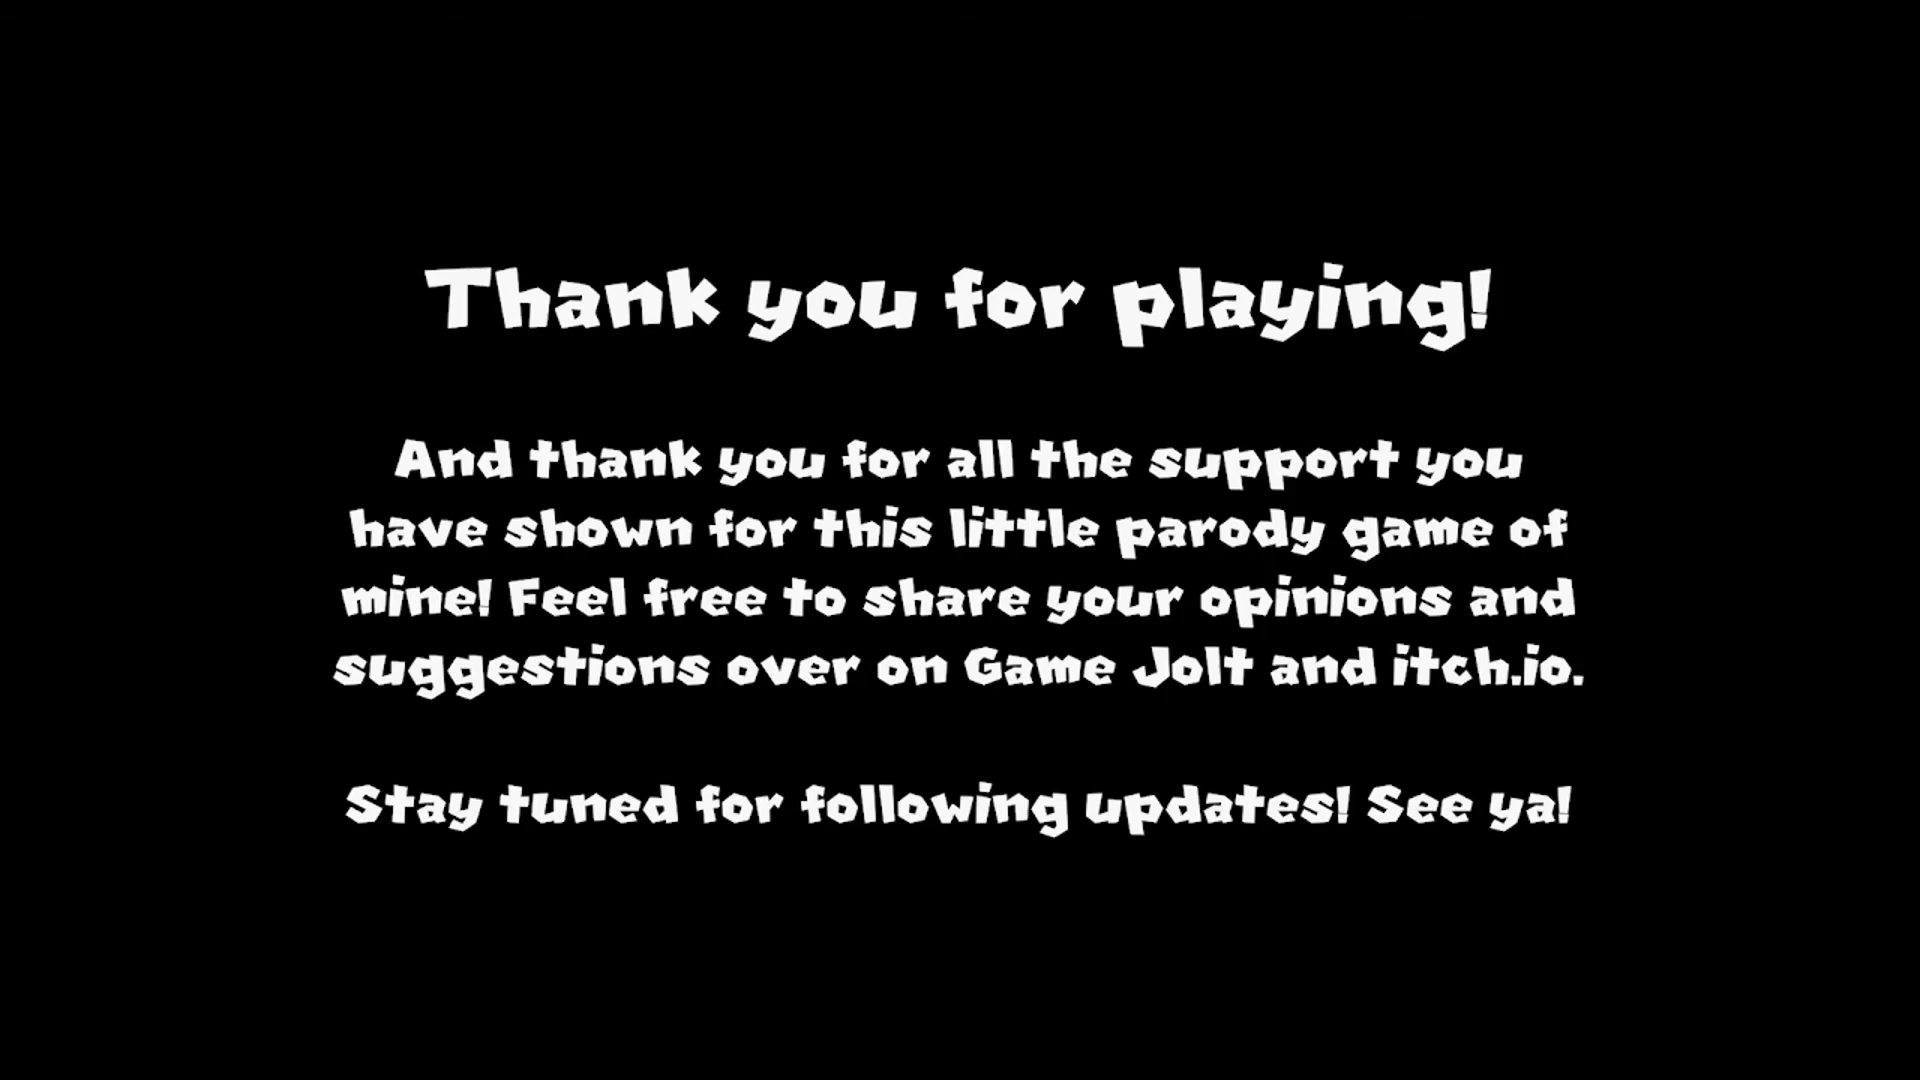 Thank you for playing!
And thank you for all the support you
have shown for this little parody game of
mine! Feel free to share your opinions and
suggestions over on Game Jolt and itch.io.
Stay tuned for following updates! See ya!